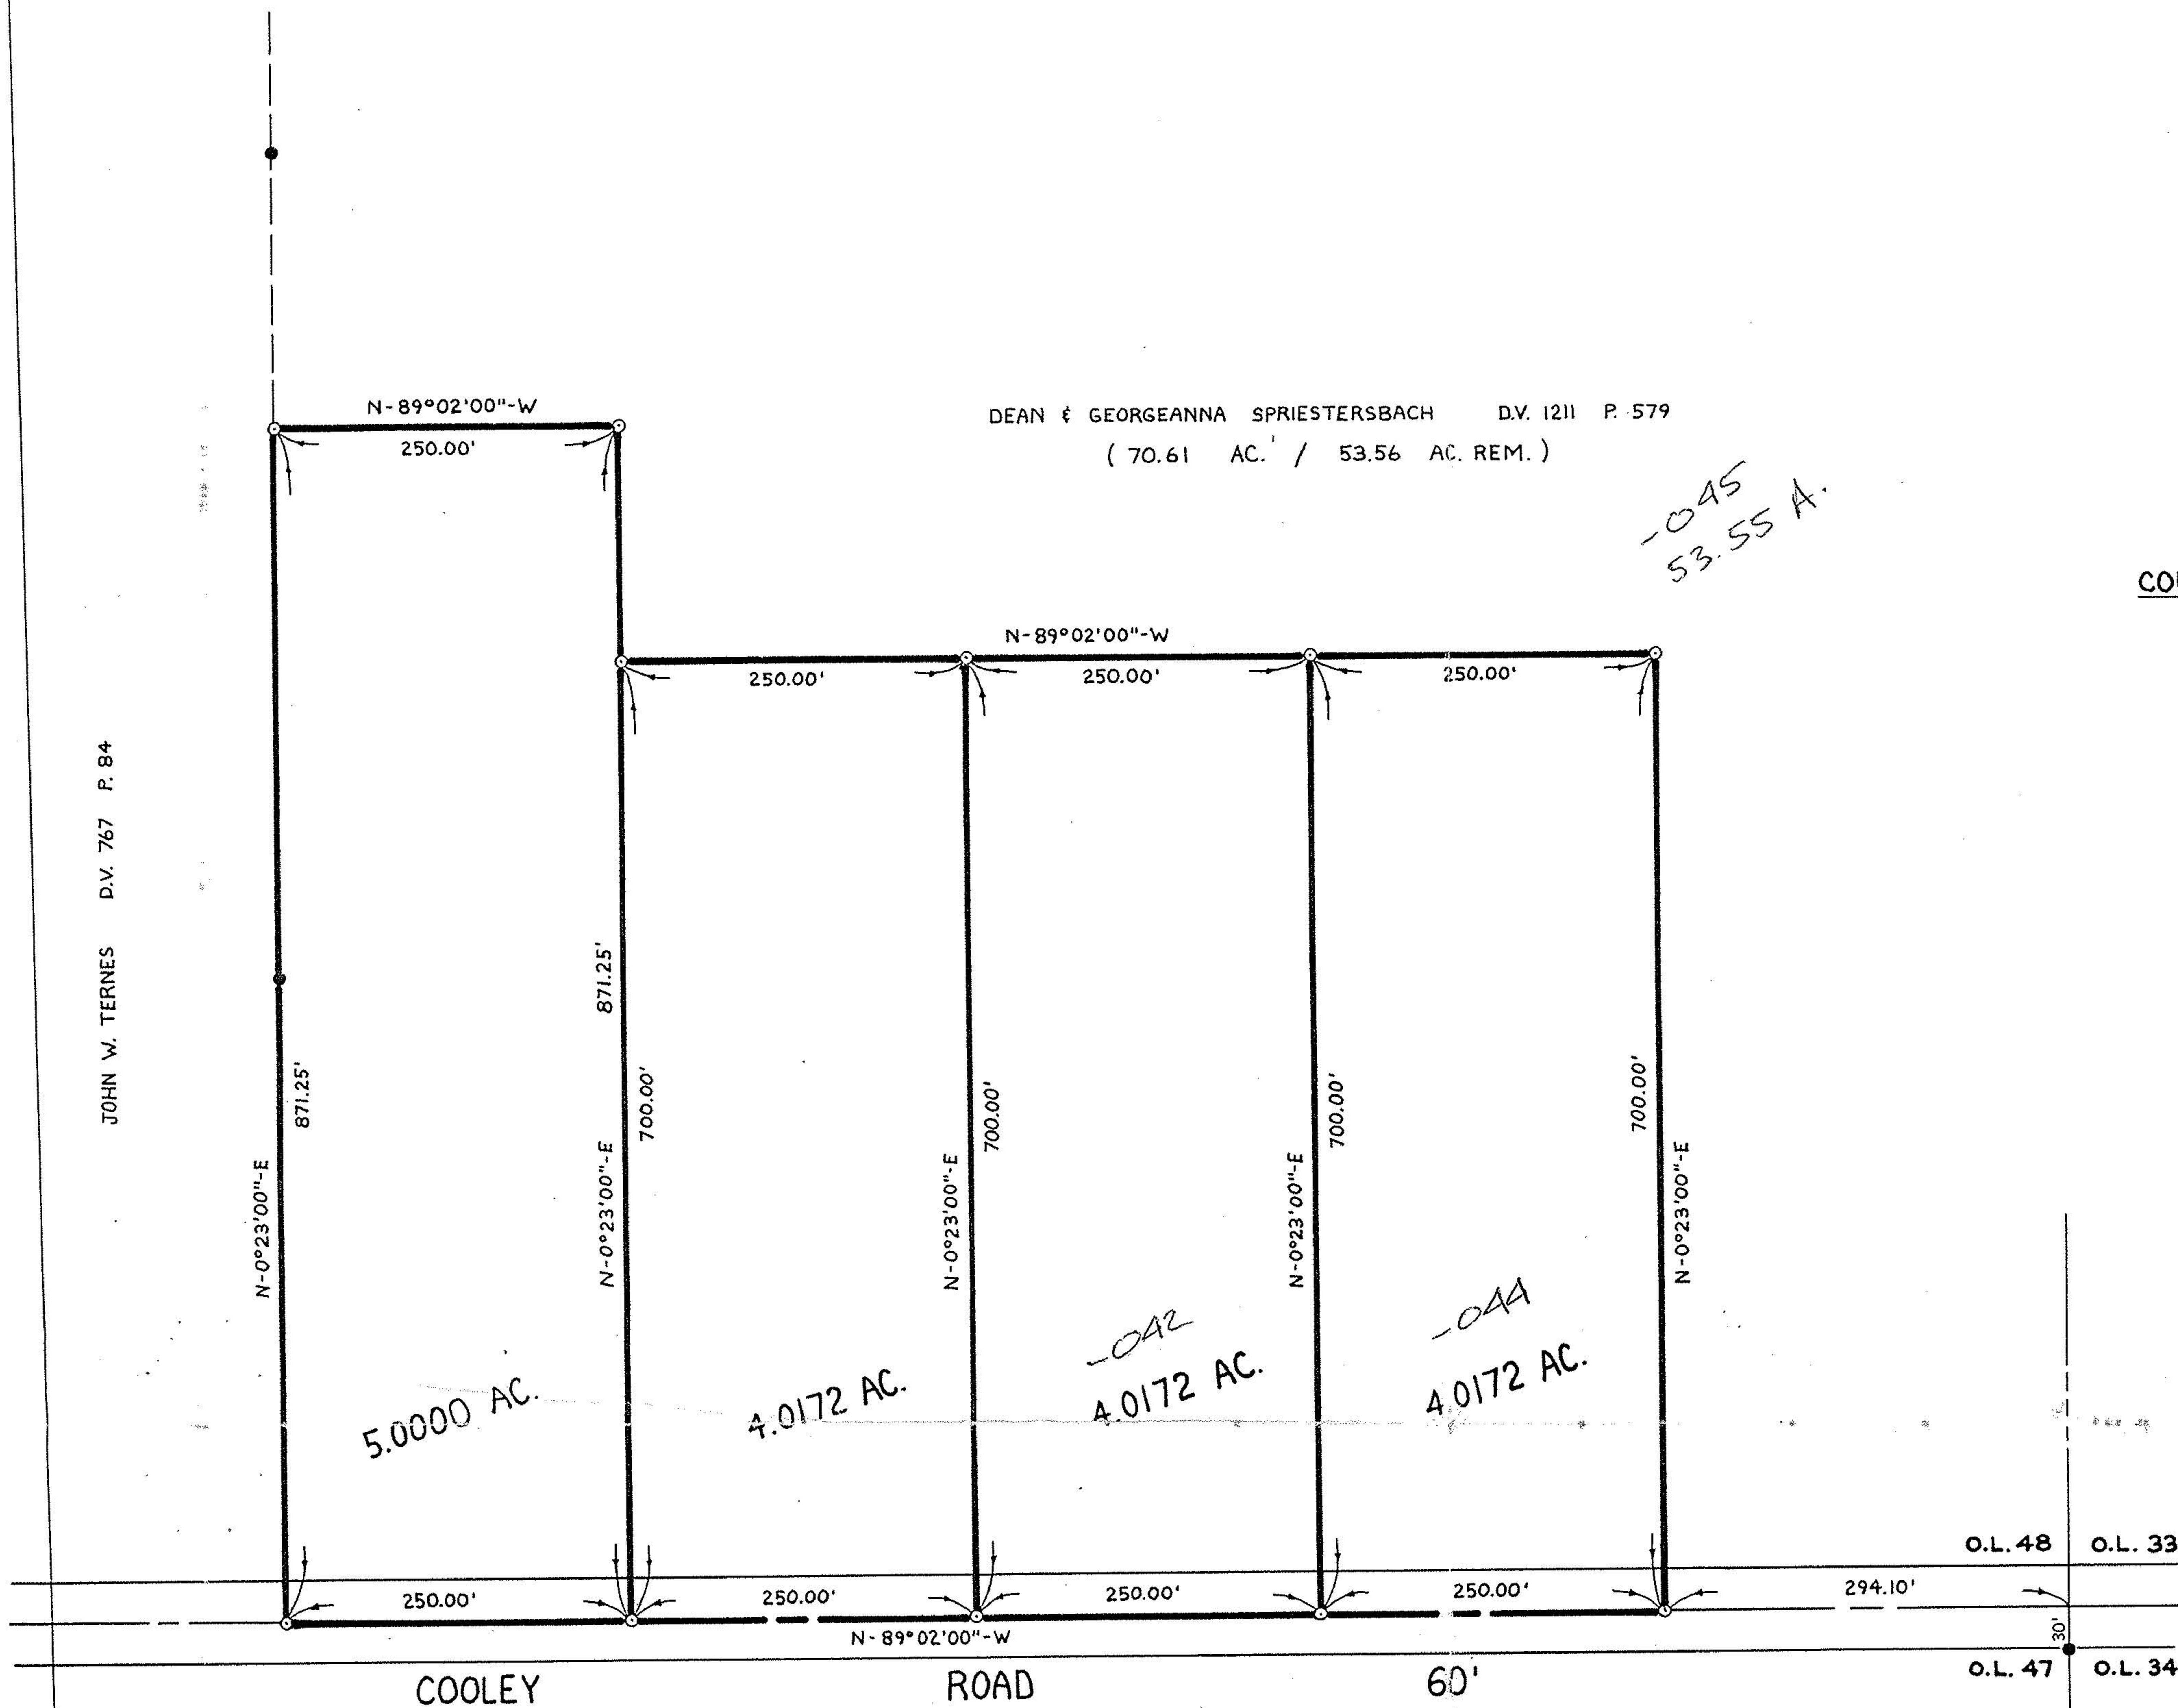 N-89°02'00"-W
250.00'
DEAN & GEORGEANNA SPRIESTERSBACH D.V. 1211 P. 579
( 70.61 AC. / 53.56 AC. REM. )
-045
53.55 A.
N-89°02'00"-W
250.00'
250.00'
250.00'
JOHN W. TERNES D.V. 767 P. 84
N-0°23'00"-E
871.25'
N-0°23'00"-E
871.25'
700.00'
N-0°23'00"-E
700.00'
N-0°23'00"-E
700.00'
700.00'
N-0°23'00"-E
5.0000 AC.
4.0172 AC.
-042
4.0172 AC.
-044
4.0172 AC.
O.L. 48 O.L. 33
250.00'
250.00'
250.00'
250.00'
294.10'
N-89°02'00"-W
30'
O.L. 47 O.L. 34
COOLEY ROAD 60'